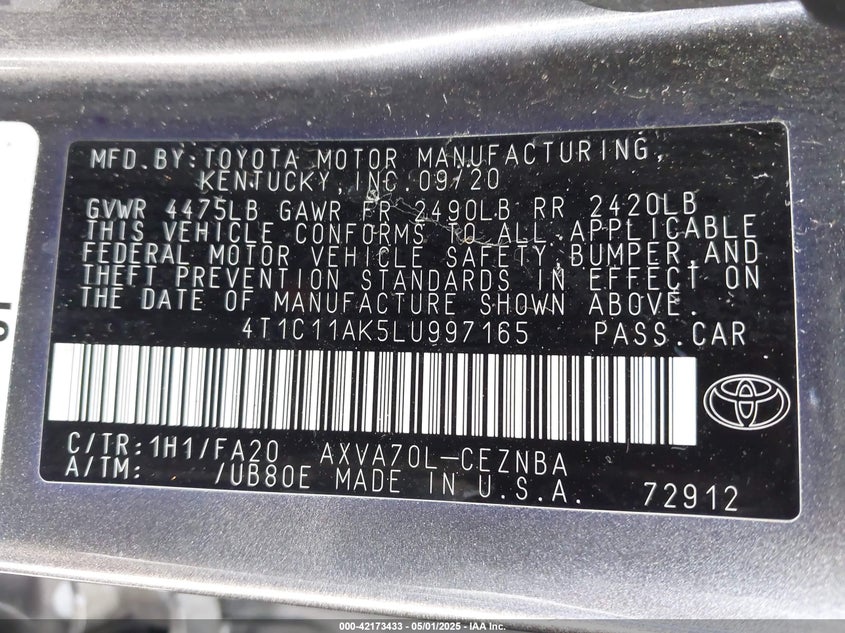 MFD.BY:TOYOTA MOTOR MANUFACTURING,
KENTUCKY,INC.09/20
GVWR 4475LB GAWR FR 2490LB RR 2420LB
THIS VEHICLE CONFORMS TO ALL APPLICABLE
FEDERAL MOTOR VEHICLE SAFETY,BUMPER,AND
THEFT PREVENTION STANDARDS IN EFFECT ON
THE DATE OF MANUFACTURE SHOWN ABOVE.
4T1C11AK5LU997165 PASS.CAR
C/TR:1H1/FA20 AXVA70L-CEZNBA
A/TM: /UB80E MADE IN U.S.A. 72912
000-42173433 — 05/01/2025 — IAA Inc.